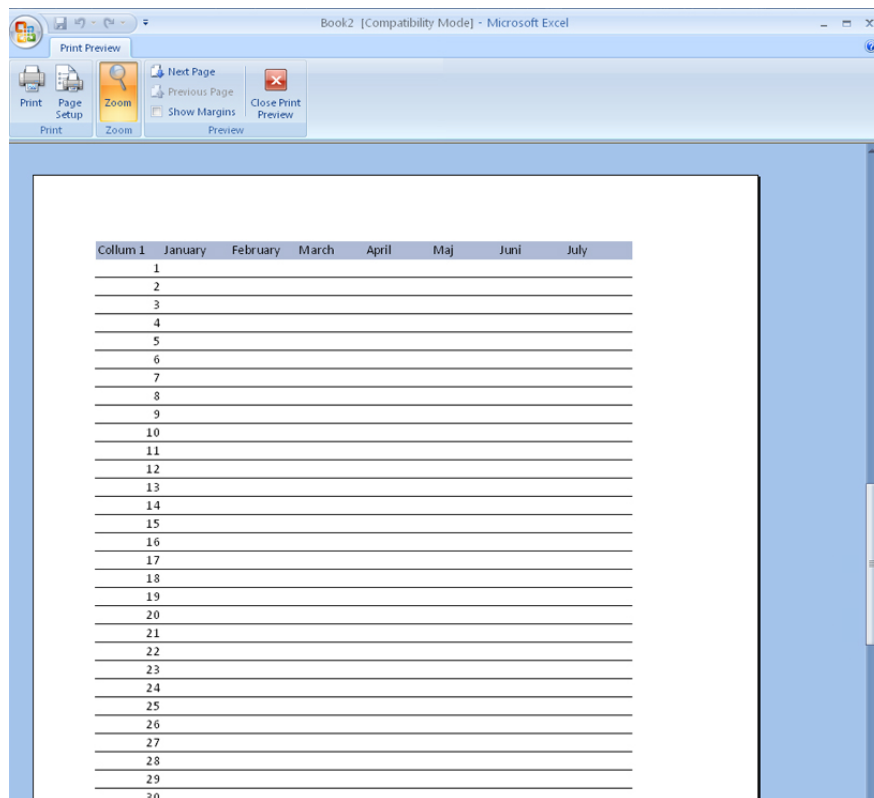 Book2 [Compatibility Mode] - Microsoft Excel
Print Preview
Print
Page Setup
Zoom
Next Page
Previous Page
Show Margins
Close Print Preview
Print
Zoom
Preview
Collum 1 January February March April Maj Juni July
1
2
3
4
5
6
7
8
9
10
11
12
13
14
15
16
17
18
19
20
21
22
23
24
25
26
27
28
29
30